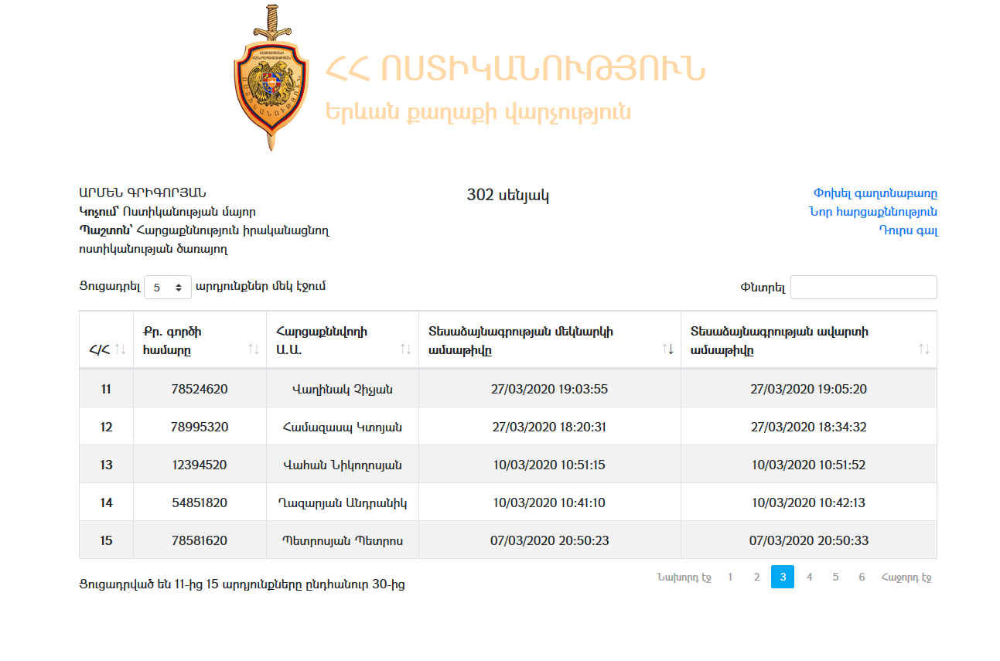 ՀԱՅԱՍՏԱՆԻ
ՀԱՆՐԱՊԵՏՈՒԹՅԱՆ
ՈՍՏԻԿԱՆՈՒԹՅՈՒՆ
ՀՀ ՈՍՏԻԿԱՆՈՒԹՅՈՒՆ
Երևան քաղաքի վարչություն
ԱՐՄԵՆ ԳՐԻԳՈՐՅԱՆ 302 սենյակ Փոխել գաղտնաբառը
Կոչում՝ Ոստիկանության մայոր Նոր հարցաքննություն
Պաշտոն՝ Հարցաքննություն իրականացնող Դուրս գալ
ոստիկանության ծառայող
Ցուցադրել 5 արդյունքներ մեկ էջում Փնտրել
Հ/Հ Քր. գործի համարը Հարցաքննվողի Ա.Ա. Տեսաձայնագրության մեկնարկի ամսաթիվը Տեսաձայնագրության ավարտի ամսաթիվը
11 78524620 Վաղինակ Չիչյան 27/03/2020 19:03:55 27/03/2020 19:05:20
12 78995320 Համազասպ Կտոյան 27/03/2020 18:20:31 27/03/2020 18:34:32
13 12394520 Վահան Նիկողոսյան 10/03/2020 10:51:15 10/03/2020 10:51:52
14 54851820 Ղազարյան Անդրանիկ 10/03/2020 10:41:10 10/03/2020 10:42:13
15 78581620 Պետրոսյան Պետրոս 07/03/2020 20:50:23 07/03/2020 20:50:33
Ցուցադրված են 11-ից 15 արդյունքները ընդհանուր 30-ից Նախորդ էջ 1 2 3 4 5 6 Հաջորդ էջ